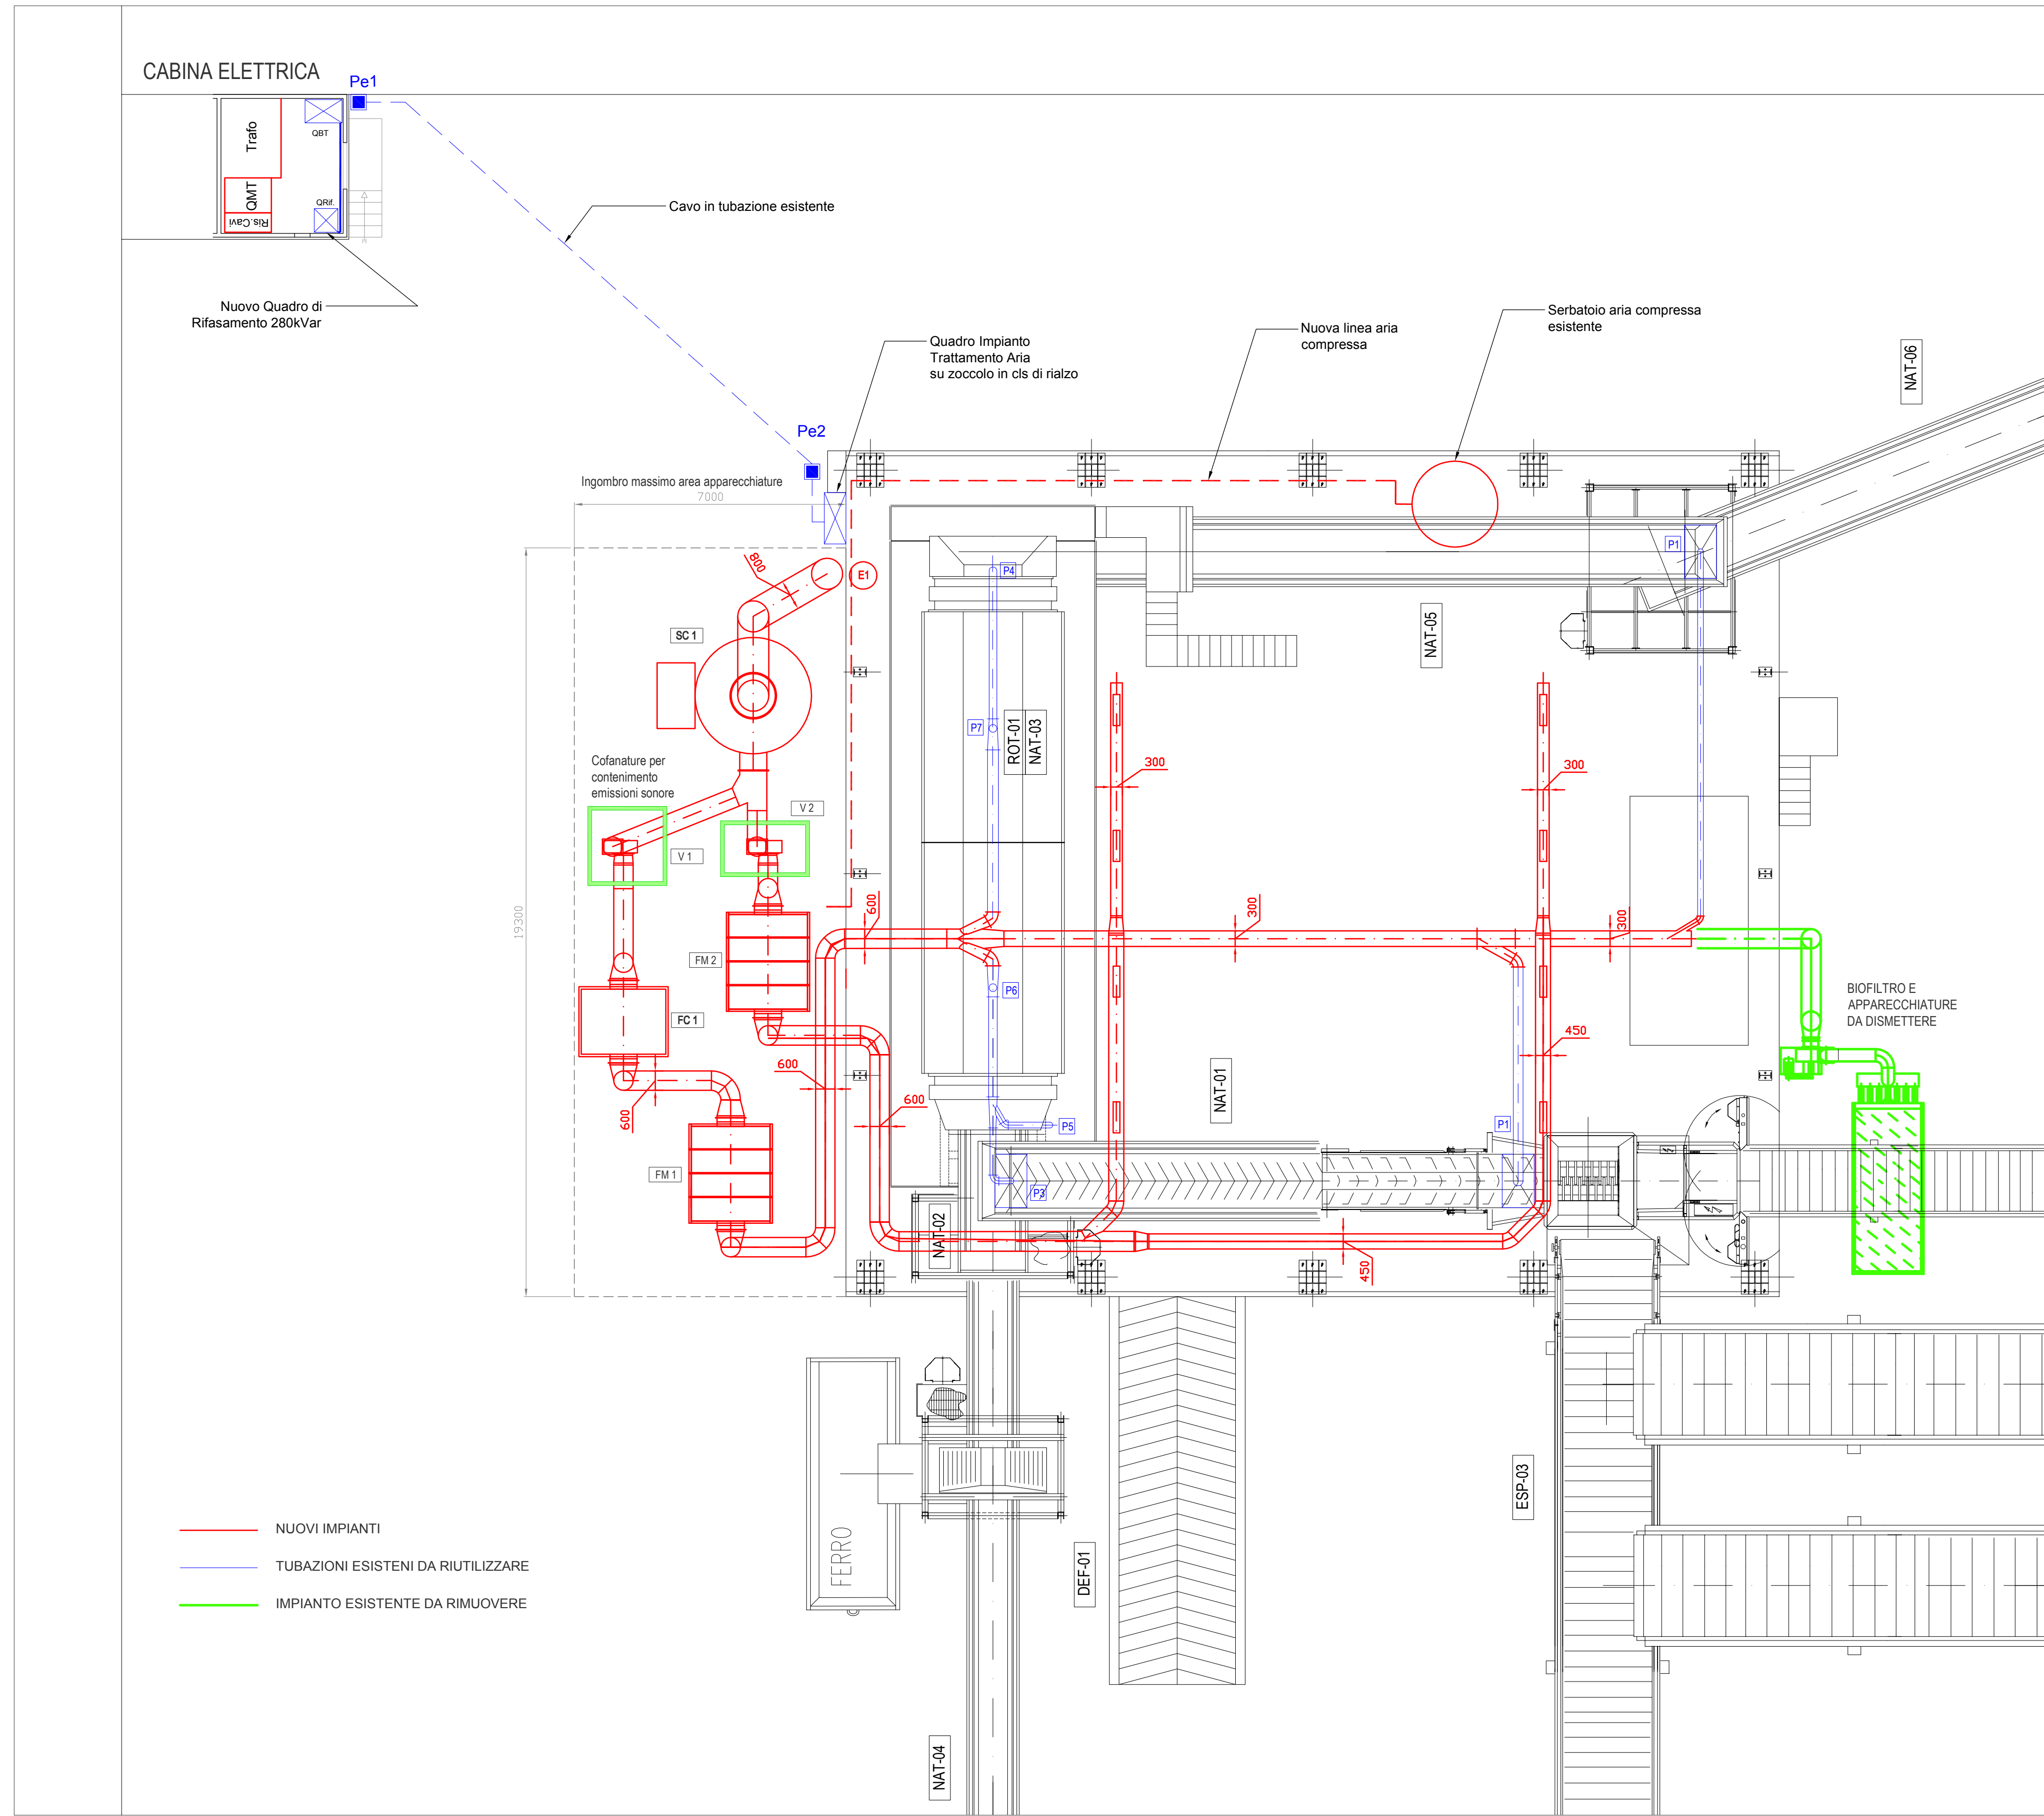 CABINA ELETTRICA
Pe1
Trafo
QBT
QMT
QRif.
Ris.Cavi
Cavo in tubazione esistente
Nuovo Quadro di
Rifasamento 280kVar
Quadro Impianto
Trattamento Aria
su zoccolo in cls di rialzo
Nuova linea aria
compressa
Serbatoio aria compressa
esistente
NAT-06
Pe2
Ingombro massimo area apparecchiature
7000
800
E1
P4
P1
SC 1
NAT-05
P7
ROT-01
NAT-03
300
300
Cofanature per
contenimento
emissioni sonore
V 2
V 1
19300
600
300
300
FM 2
P6
BIOFILTRO E
APPARECCHIATURE
DA DISMETTERE
FC 1
450
600
600
600
NAT-01
P5
P1
FM 1
P3
NAT-02
450
ESP-03
NUOVI IMPIANTI
FERRO
TUBAZIONI ESISTENI DA RIUTILIZZARE
DEF-01
IMPIANTO ESISTENTE DA RIMUOVERE
NAT-04